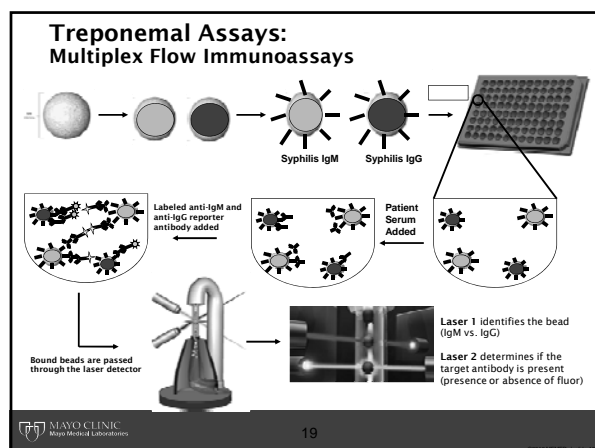 Treponemal Assays:
Multiplex Flow Immunoassays
Syphilis IgM
Syphilis IgG
Labeled anti-IgM and
anti-IgG reporter
antibody added
Patient
Serum
Added
Bound beads are passed
through the laser detector
Laser 1 identifies the bead
(IgM vs. IgG)
Laser 2 determines if the
target antibody is present
(presence or absence of fluor)
MAYO CLINIC
Mayo Medical Laboratories
19